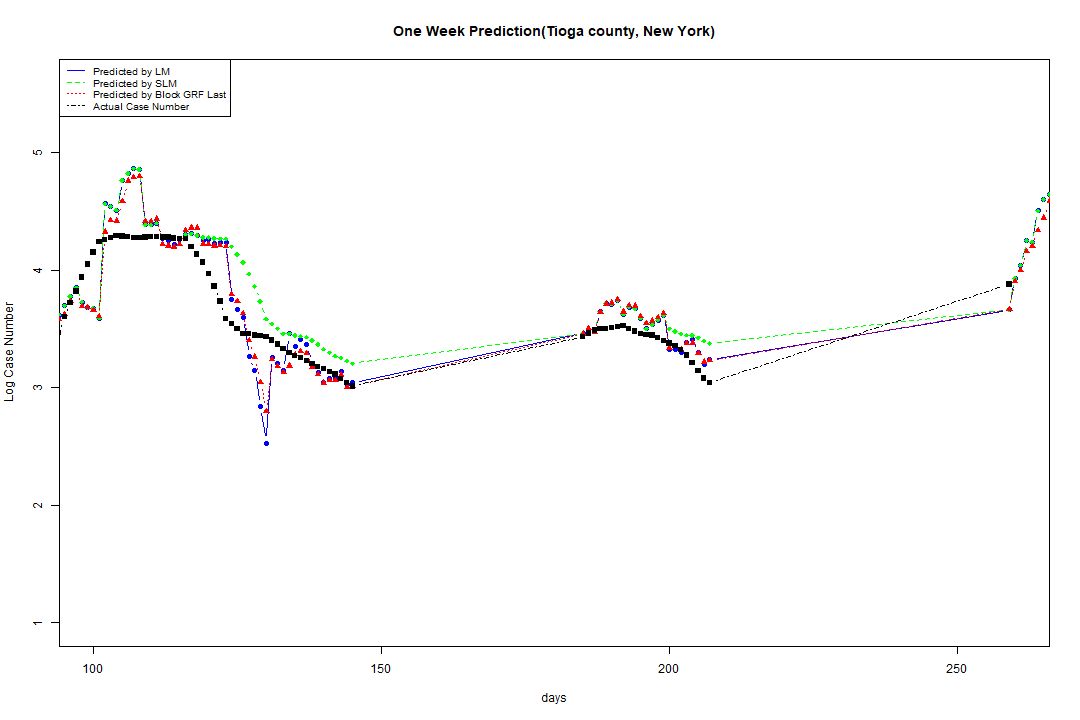 One Week Prediction(Tioga county, New York)
Predicted by LM
Predicted by SLM
Predicted by Block GRF Last
Actual Case Number
5
4
3
2
1
Log Case Number
100 150 200 250
days